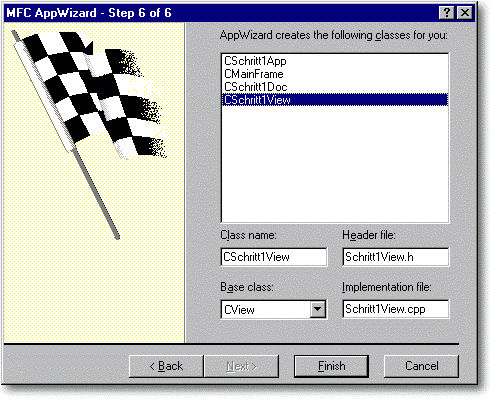 MFC AppWizard - Step 6 of 6
AppWizard creates the following classes for you:
CSchritt1App
CMainFrame
CSchritt1Doc
CSchritt1View
Class name: Header file:
CSchritt1View Schritt1View.h
Base class: Implementation file:
CView Schritt1View.cpp
< Back Next > Finish Cancel